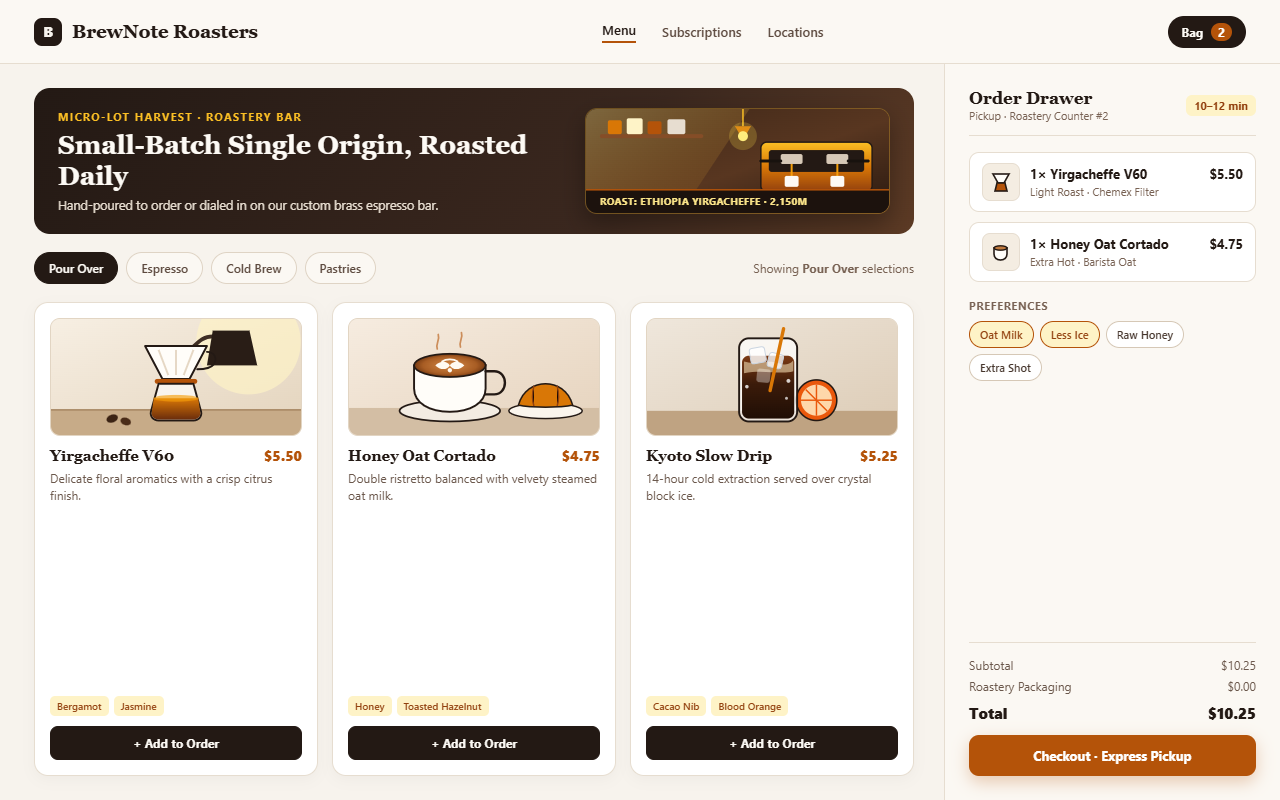 B BrewNote Roasters
Menu Subscriptions Locations
Bag 2
MICRO-LOT HARVEST · ROASTERY BAR
Small-Batch Single Origin, Roasted
Daily
Hand-poured to order or dialed in on our custom brass espresso bar.
ROAST: ETHIOPIA YIRGACHEFFE · 2,150M
Pour Over Espresso Cold Brew Pastries
Showing Pour Over selections
Yirgacheffe V60 $5.50
Delicate floral aromatics with a crisp citrus
finish.
Bergamot Jasmine
+ Add to Order
Honey Oat Cortado $4.75
Double ristretto balanced with velvety steamed
oat milk.
Honey Toasted Hazelnut
+ Add to Order
Kyoto Slow Drip $5.25
14-hour cold extraction served over crystal
block ice.
Cacao Nib Blood Orange
+ Add to Order
Order Drawer
Pickup · Roastery Counter #2
10–12 min
1× Yirgacheffe V60 $5.50
Light Roast · Chemex Filter
1× Honey Oat Cortado $4.75
Extra Hot · Barista Oat
PREFERENCES
Oat Milk Less Ice Raw Honey
Extra Shot
Subtotal $10.25
Roastery Packaging $0.00
Total $10.25
Checkout · Express Pickup